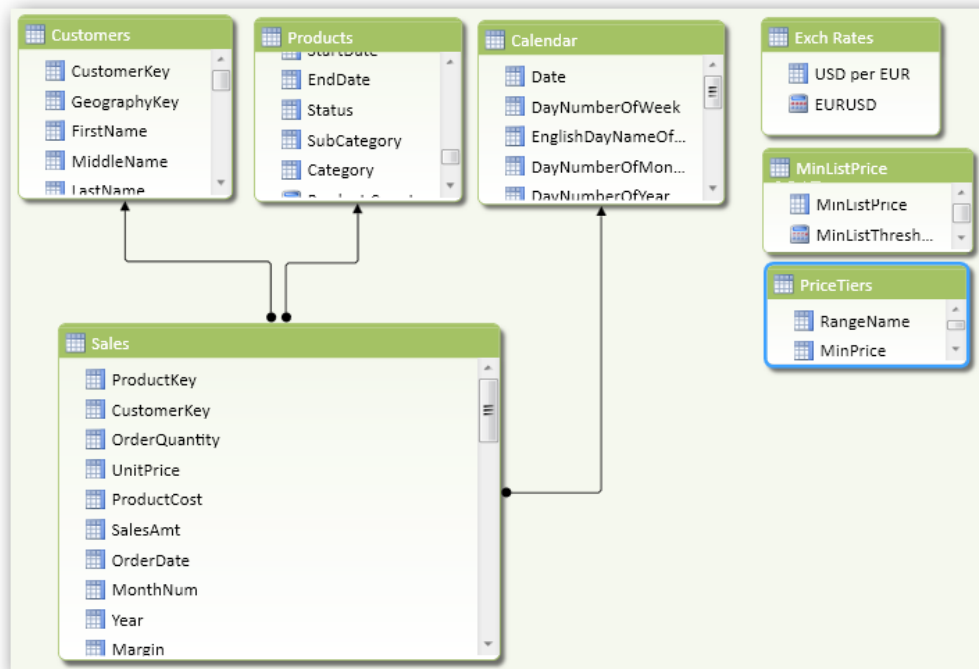 Customers
CustomerKey
GeographyKey
FirstName
MiddleName
LastName
Products
StartDate
EndDate
Status
SubCategory
Category
Calendar
Date
DayNumberOfWeek
EnglishDayNameOf...
DayNumberOfMon...
DayNumberOfYear
Exch Rates
USD per EUR
EURUSD
MinListPrice
MinListPrice
MinListThresh...
PriceTiers
RangeName
MinPrice
Sales
ProductKey
CustomerKey
OrderQuantity
UnitPrice
ProductCost
SalesAmt
OrderDate
MonthNum
Year
Margin